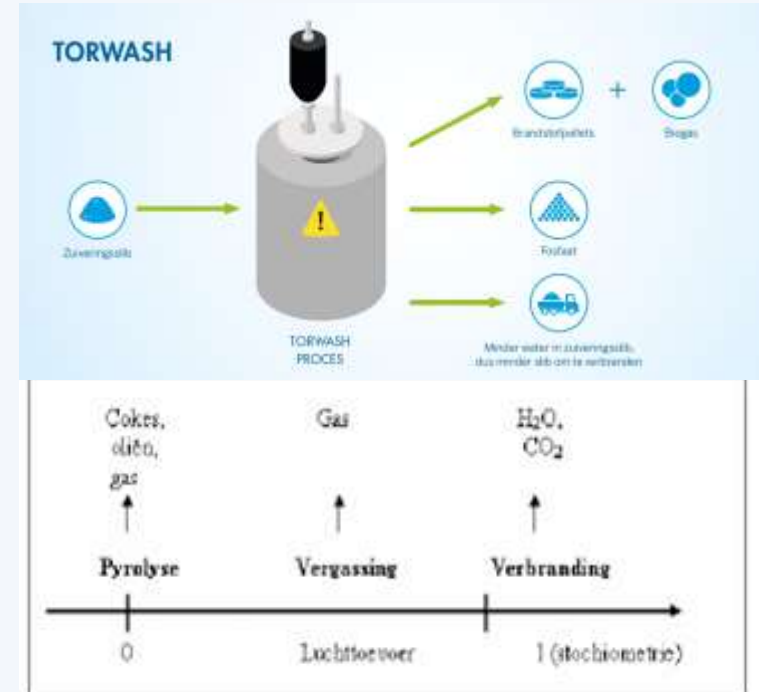 TORWASH
Brandstofpellets
+
Biogas
Zuiveringsslib
!
Fosfaat
TORWASH
PROCES
Minder water in zuiveringsslib,
dus minder slib om te verbranden
Cokes,
oliën,
gas
Gas
H₂O,
CO₂
Pyrolyse
Vergassing
Verbranding
0
Luchttoevoer
1 (stochiometrie)